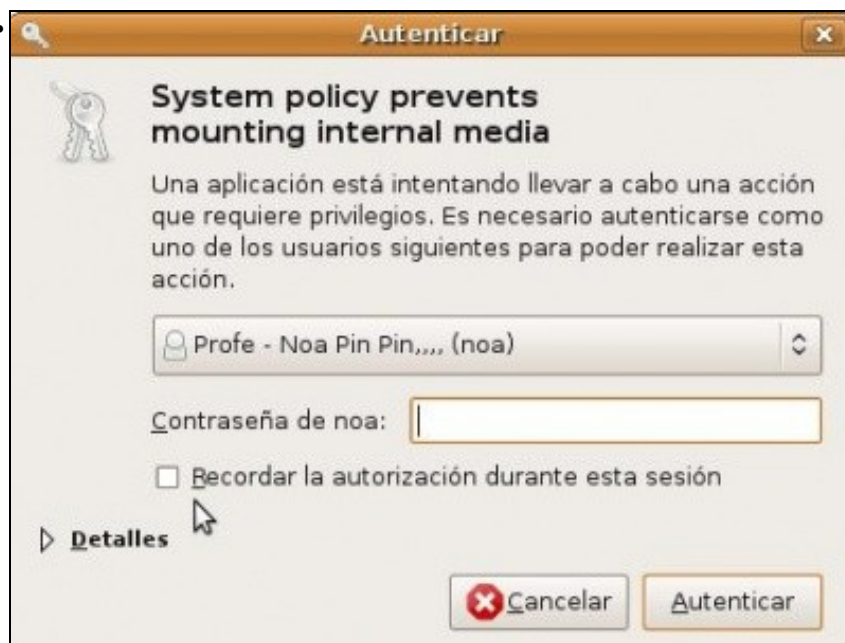 Autenticar
System policy prevents
mounting internal media
Una aplicación está intentando llevar a cabo una acción
que requiere privilegios. Es necesario autenticarse como
uno de los usuarios siguientes para poder realizar esta
acción.
Profe - Noa Pin Pin,,,, (noa)
Contraseña de noa:
Recordar la autorización durante esta sesión
Detalles
Cancelar Autenticar